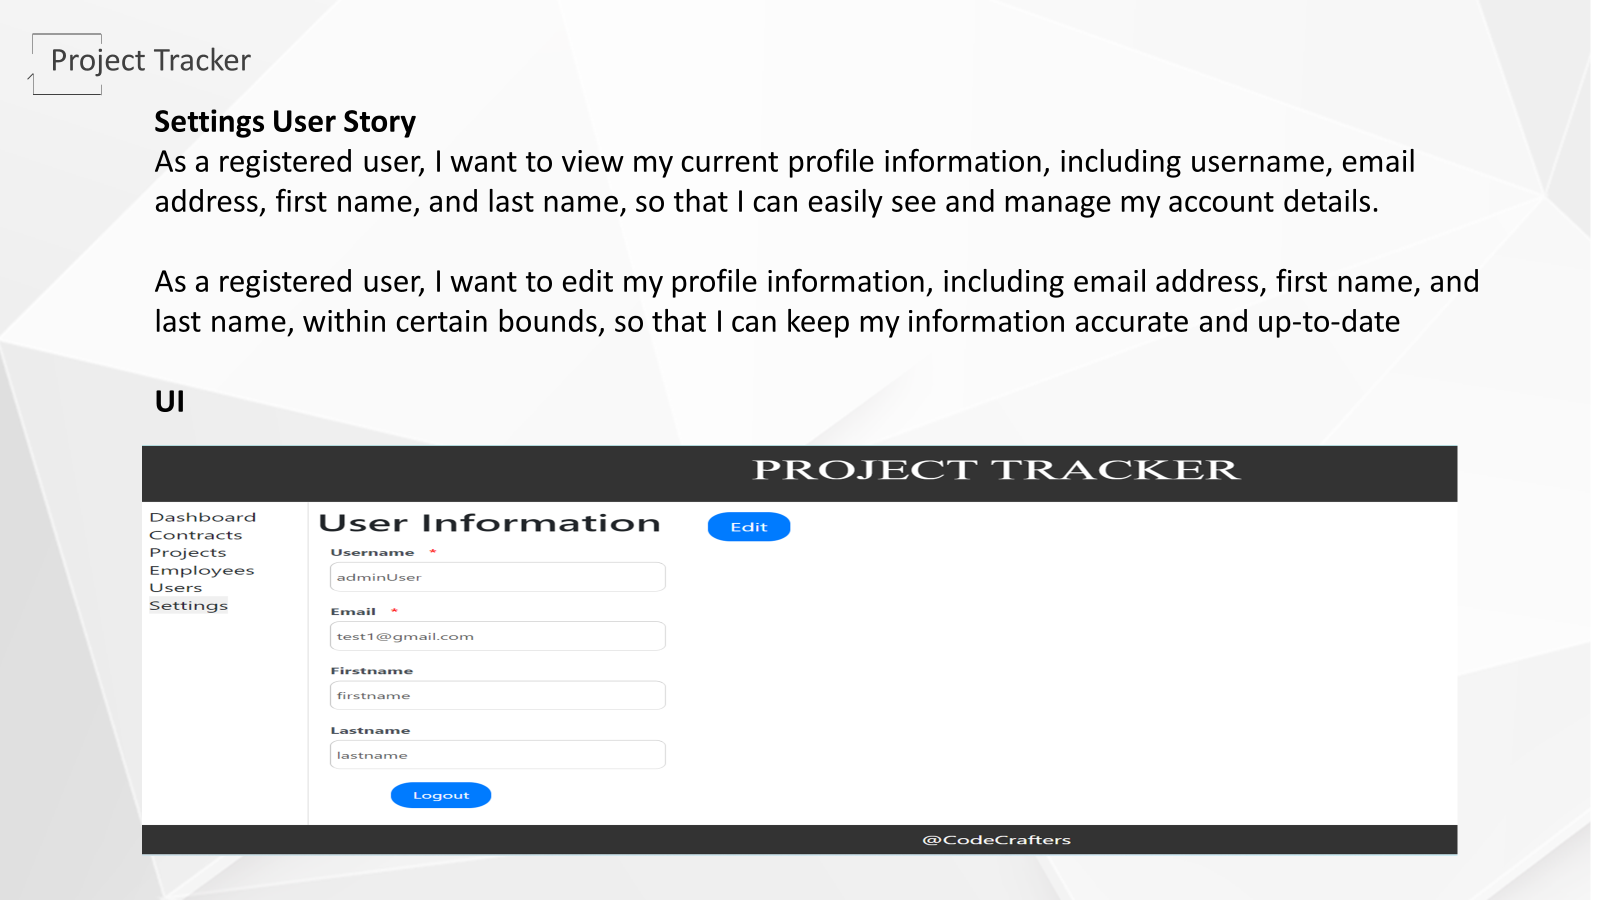 Project Tracker
Settings User Story
As a registered user, I want to view my current profile information, including username, email
address, first name, and last name, so that I can easily see and manage my account details.
As a registered user, I want to edit my profile information, including email address, first name, and
last name, within certain bounds, so that I can keep my information accurate and up-to-date
UI
PROJECT TRACKER
Dashboard
Contracts
Projects
Employees
Users
Settings
User Information
Edit
Username *
adminUser
Email *
test1@gmail.com
Firstname
firstname
Lastname
lastname
Logout
@CodeCrafters